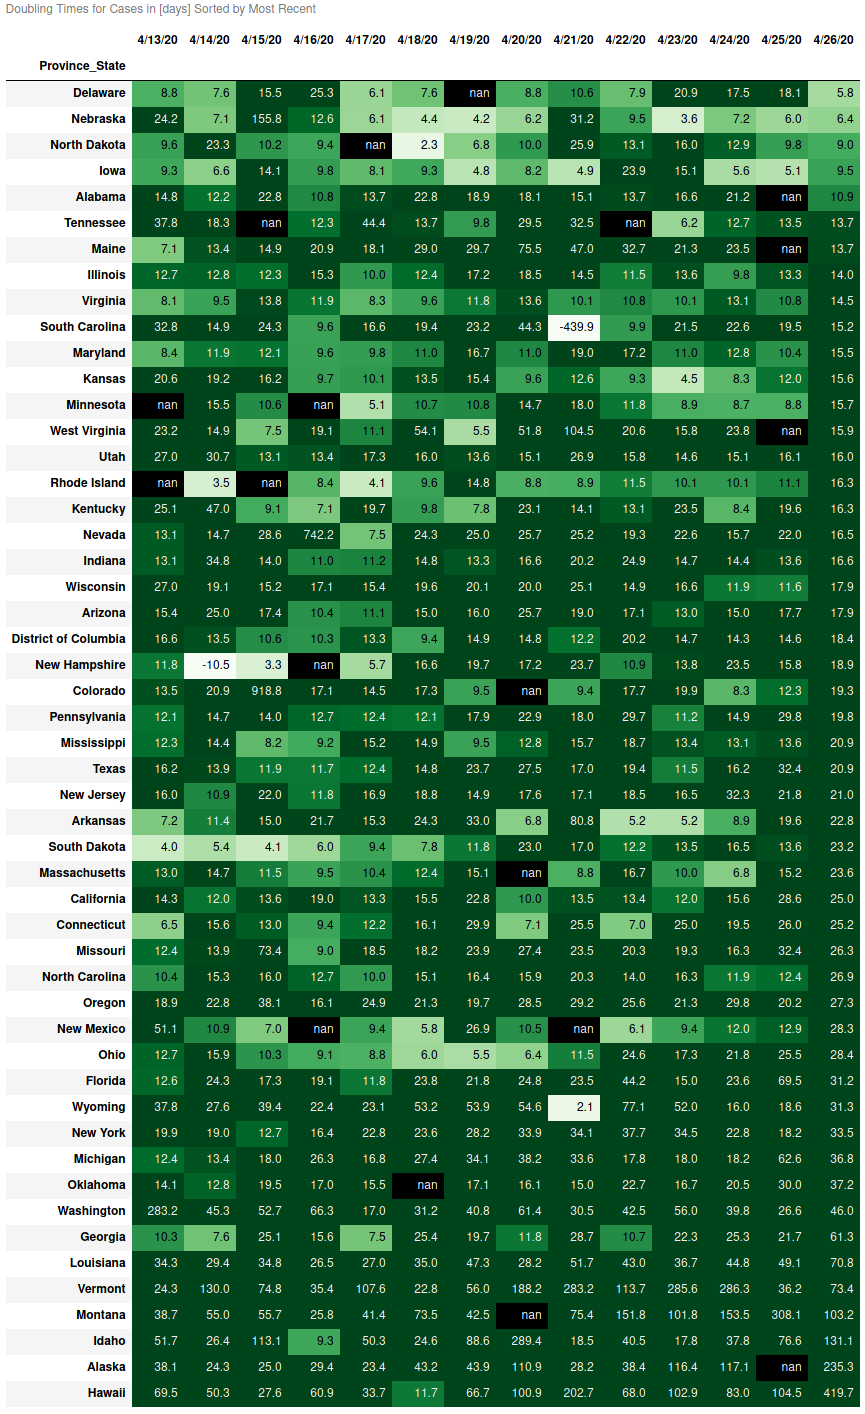 Doubling Times for Cases in [days] Sorted by Most Recent
4/13/20 4/14/20 4/15/20 4/16/20 4/17/20 4/18/20 4/19/20 4/20/20 4/21/20 4/22/20 4/23/20 4/24/20 4/25/20 4/26/20
Province_State
Delaware 8.8 7.6 15.5 25.3 6.1 7.6 nan 8.8 10.6 7.9 20.9 17.5 18.1 5.8
Nebraska 24.2 7.1 155.8 12.6 6.1 4.4 4.2 6.2 31.2 9.5 3.6 7.2 6.0 6.4
North Dakota 9.6 23.3 10.2 9.4 nan 2.3 6.8 10.0 25.9 13.1 16.0 12.9 9.8 9.0
Iowa 9.3 6.6 14.1 9.8 8.1 9.3 4.8 8.2 4.9 23.9 15.1 5.6 5.1 9.5
Alabama 14.8 12.2 22.8 10.8 13.7 22.8 18.9 18.1 15.1 13.7 16.6 21.2 nan 10.9
Tennessee 37.8 18.3 nan 12.3 44.4 13.7 9.8 29.5 32.5 nan 6.2 12.7 13.5 13.7
Maine 7.1 13.4 14.9 20.9 18.1 29.0 29.7 75.5 47.0 32.7 21.3 23.5 nan 13.7
Illinois 12.7 12.8 12.3 15.3 10.0 12.4 17.2 18.5 14.5 11.5 13.6 9.8 13.3 14.0
Virginia 8.1 9.5 13.8 11.9 8.3 9.6 11.8 13.6 10.1 10.8 10.1 13.1 10.8 14.5
South Carolina 32.8 14.9 24.3 9.6 16.6 19.4 23.2 44.3 -439.9 9.9 21.5 22.6 19.5 15.2
Maryland 8.4 11.9 12.1 9.6 9.8 11.0 16.7 11.0 19.0 17.2 11.0 12.8 10.4 15.5
Kansas 20.6 19.2 16.2 9.7 10.1 13.5 15.4 9.6 12.6 9.3 4.5 8.3 12.0 15.6
Minnesota nan 15.5 10.6 nan 5.1 10.7 10.8 14.7 18.0 11.8 8.9 8.7 8.8 15.7
West Virginia 23.2 14.9 7.5 19.1 11.1 54.1 5.5 51.8 104.5 20.6 15.8 23.8 nan 15.9
Utah 27.0 30.7 13.1 13.4 17.3 16.0 13.6 15.1 26.9 15.8 14.6 15.1 16.1 16.0
Rhode Island nan 3.5 nan 8.4 4.1 9.6 14.8 8.8 8.9 11.5 10.1 10.1 11.1 16.3
Kentucky 25.1 47.0 9.1 7.1 19.7 9.8 7.8 23.1 14.1 13.1 23.5 8.4 19.6 16.3
Nevada 13.1 14.7 28.6 742.2 7.5 24.3 25.0 25.7 25.2 19.3 22.6 15.7 22.0 16.5
Indiana 13.1 34.8 14.0 11.0 11.2 14.8 13.3 16.6 20.2 24.9 14.7 14.4 13.6 16.6
Wisconsin 27.0 19.1 15.2 17.1 15.4 19.6 20.1 20.0 25.1 14.9 16.6 11.9 11.6 17.9
Arizona 15.4 25.0 17.4 10.4 11.1 15.0 16.0 25.7 19.0 17.1 13.0 15.0 17.7 17.9
District of Columbia 16.6 13.5 10.6 10.3 13.3 9.4 14.9 14.8 12.2 20.2 14.7 14.3 14.6 18.4
New Hampshire 11.8 -10.5 3.3 nan 5.7 16.6 19.7 17.2 23.7 10.9 13.8 23.5 15.8 18.9
Colorado 13.5 20.9 918.8 17.1 14.5 17.3 9.5 nan 9.4 17.7 19.9 8.3 12.3 19.3
Pennsylvania 12.1 14.7 14.0 12.7 12.4 12.1 17.9 22.9 18.0 29.7 11.2 14.9 29.8 19.8
Mississippi 12.3 14.4 8.2 9.2 15.2 14.9 9.5 12.8 15.7 18.7 13.4 13.1 13.6 20.9
Texas 16.2 13.9 11.9 11.7 12.4 14.8 23.7 27.5 17.0 19.4 11.5 16.2 32.4 20.9
New Jersey 16.0 10.9 22.0 11.8 16.9 18.8 14.9 17.6 17.1 18.5 16.5 32.3 21.8 21.0
Arkansas 7.2 11.4 15.0 21.7 15.3 24.3 33.0 6.8 80.8 5.2 5.2 8.9 19.6 22.8
South Dakota 4.0 5.4 4.1 6.0 9.4 7.8 11.8 23.0 17.0 12.2 13.5 16.5 13.6 23.2
Massachusetts 13.0 14.7 11.5 9.5 10.4 12.4 15.1 nan 8.8 16.7 10.0 6.8 15.2 23.6
California 14.3 12.0 13.6 19.0 13.3 15.5 22.8 10.0 13.5 13.4 12.0 15.6 28.6 25.0
Connecticut 6.5 15.6 13.0 9.4 12.2 16.1 29.9 7.1 25.5 7.0 25.0 19.5 26.0 25.2
Missouri 12.4 13.9 73.4 9.0 18.5 18.2 23.9 27.4 23.5 20.3 19.3 16.3 32.4 26.3
North Carolina 10.4 15.3 16.0 12.7 10.0 15.1 16.4 15.9 20.3 14.0 16.3 11.9 12.4 26.9
Oregon 18.9 22.8 38.1 16.1 24.9 21.3 19.7 28.5 29.2 25.6 21.3 29.8 20.2 27.3
New Mexico 51.1 10.9 7.0 nan 9.4 5.8 26.9 10.5 nan 6.1 9.4 12.0 12.9 28.3
Ohio 12.7 15.9 10.3 9.1 8.8 6.0 5.5 6.4 11.5 24.6 17.3 21.8 25.5 28.4
Florida 12.6 24.3 17.3 19.1 11.8 23.8 21.8 24.8 23.5 44.2 15.0 23.6 69.5 31.2
Wyoming 37.8 27.6 39.4 22.4 23.1 53.2 53.9 54.6 2.1 77.1 52.0 16.0 18.6 31.3
New York 19.9 19.0 12.7 16.4 22.8 23.6 28.2 33.9 34.1 37.7 34.5 22.8 18.2 33.5
Michigan 12.4 13.4 18.0 26.3 16.8 27.4 34.1 38.2 33.6 17.8 18.0 18.2 62.6 36.8
Oklahoma 14.1 12.8 19.5 17.0 15.5 nan 17.1 16.1 15.0 22.7 16.7 20.5 30.0 37.2
Washington 283.2 45.3 52.7 66.3 17.0 31.2 40.8 61.4 30.5 42.5 56.0 39.8 26.6 46.0
Georgia 10.3 7.6 25.1 15.6 7.5 25.4 19.7 11.8 28.7 10.7 22.3 25.3 21.7 61.3
Louisiana 34.3 29.4 34.8 26.5 27.0 35.0 47.3 28.2 51.7 43.0 36.7 44.8 49.1 70.8
Vermont 24.3 130.0 74.8 35.4 107.6 22.8 56.0 188.2 283.2 113.7 285.6 286.3 36.2 73.4
Montana 38.7 55.0 55.7 25.8 41.4 73.5 42.5 nan 75.4 151.8 101.8 153.5 308.1 103.2
Idaho 51.7 26.4 113.1 9.3 50.3 24.6 88.6 289.4 18.5 40.5 17.8 37.8 76.6 131.1
Alaska 38.1 24.3 25.0 29.4 23.4 43.2 43.9 110.9 28.2 38.4 116.4 117.1 nan 235.3
Hawaii 69.5 50.3 27.6 60.9 33.7 11.7 66.7 100.9 202.7 68.0 102.9 83.0 104.5 419.7